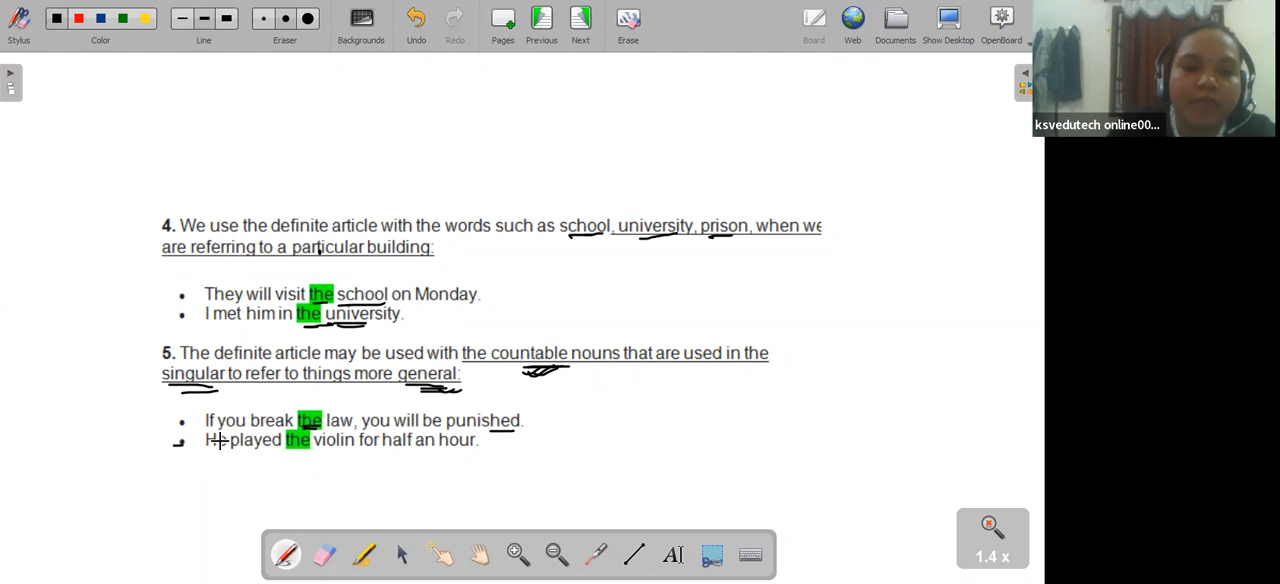 Stylus Color Line Eraser Backgrounds Undo Redo Pages Previous Next Erase Board Web Documents Show Desktop OpenBoard
ksvedutech online00...
4. We use the definite article with the words such as school, university, prison, when we
are referring to a particular building:
• They will visit the school on Monday.
• I met him in the university.
5. The definite article may be used with the countable nouns that are used in the
singular to refer to things more general:
• If you break the law, you will be punished.
• He played the violin for half an hour.
1.4 x